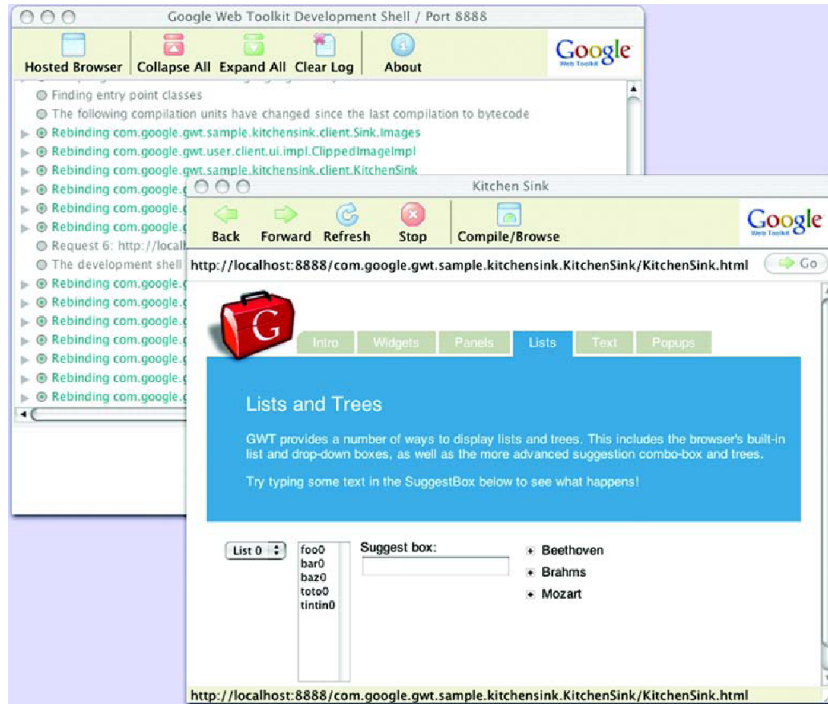 Google Web Toolkit Development Shell / Port 8888
Hosted Browser Collapse All Expand All Clear Log About
Google
Web Toolkit
Finding entry point classes
The following compilation units have changed since the last compilation to bytecode
Rebinding com.google.gwt.sample.kitchensink.client.Sink.Images
Rebinding com.google.gwt.user.client.ui.impl.ClippedImageImpl
Rebinding com.google.gwt.sample.kitchensink.client.KitchenSink
Rebinding com.google.g
Rebinding com.google.g
Rebinding com.google.g
Request 6: http://localh
The development shell
Rebinding com.google.g
Rebinding com.google.g
Rebinding com.google.g
Rebinding com.google.g
Rebinding com.google.g
Rebinding com.google.g
Rebinding com.google.g
Kitchen Sink
Back Forward Refresh Stop Compile/Browse
Google
Web Toolkit
http://localhost:8888/com.google.gwt.sample.kitchensink.KitchenSink/KitchenSink.html Go
G
Intro Widgets Panels Lists Text Popups
Lists and Trees
GWT provides a number of ways to display lists and trees. This includes the browser's built-in
list and drop-down boxes, as well as the more advanced suggestion combo-box and trees.
Try typing some text in the SuggestBox below to see what happens!
List 0
foo0
bar0
baz0
toto0
tintin0
Suggest box:
Beethoven
Brahms
Mozart
http://localhost:8888/com.google.gwt.sample.kitchensink.KitchenSink/KitchenSink.html